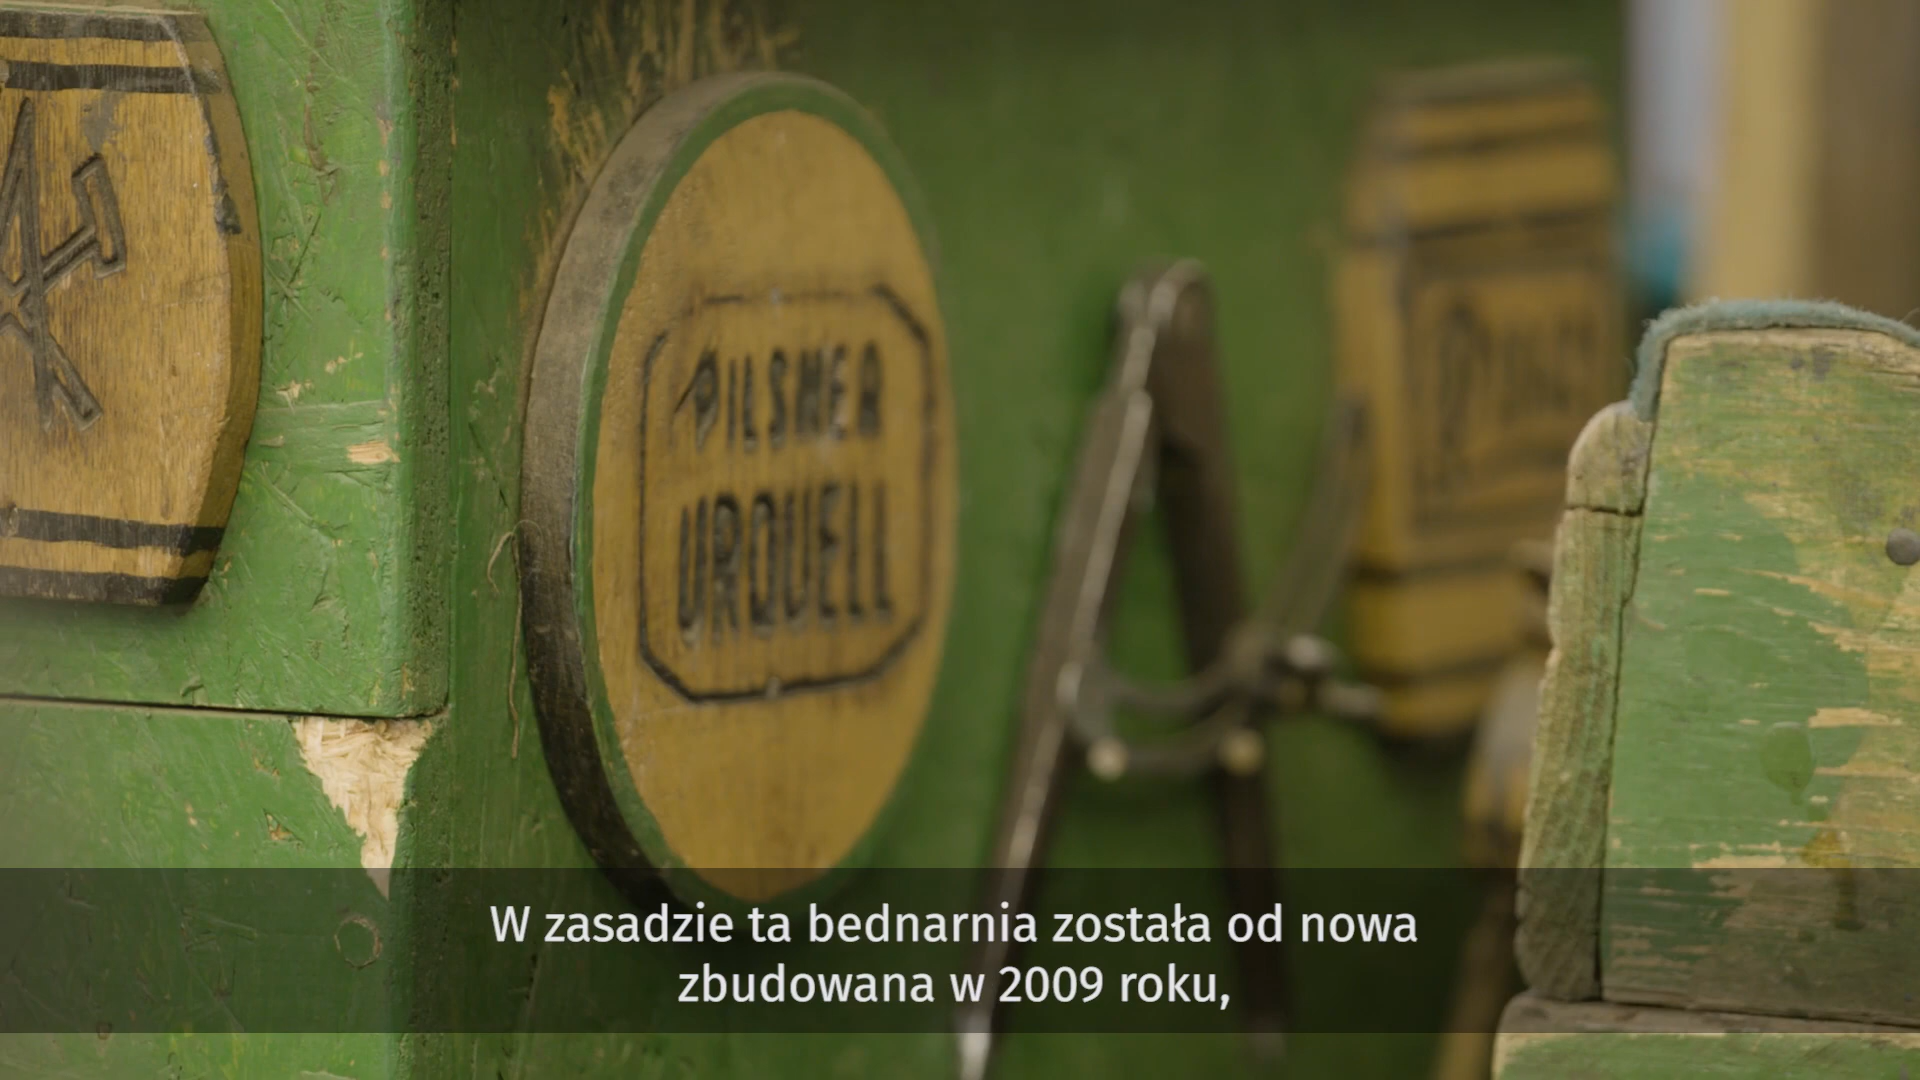 PILSNER
URQUELL
W zasadzie ta bednarnia została od nowa
zbudowana w 2009 roku,